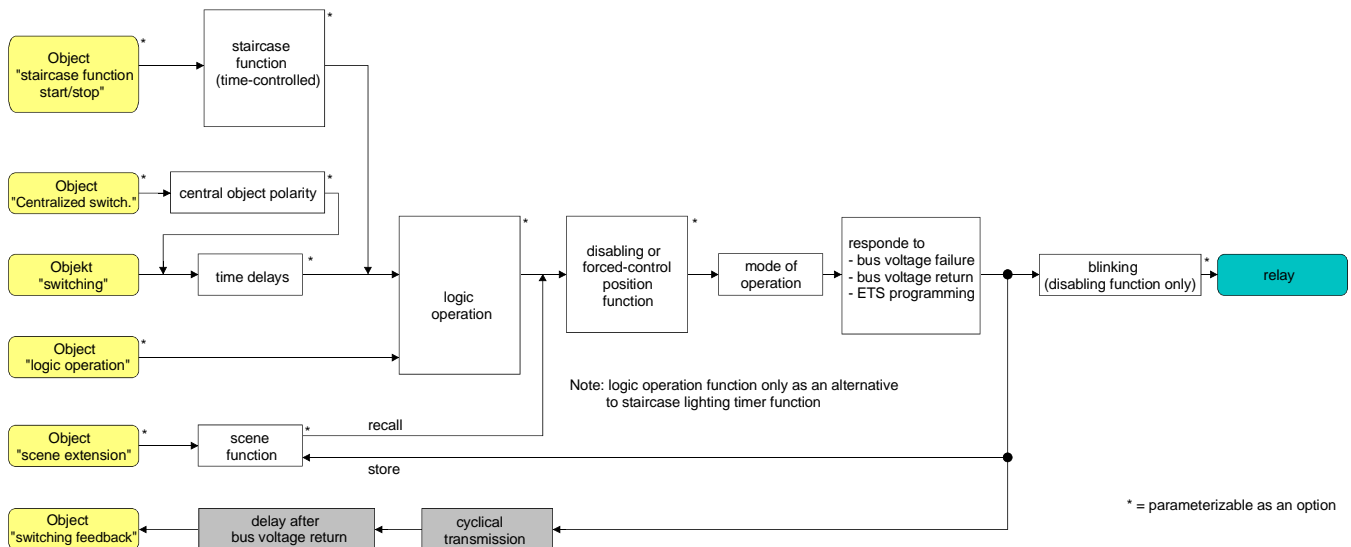 *
*
Object
"staircase function
start/stop"
staircase
function
(time-controlled)
*
*
Object
"Centralized switch."
central object polarity
*
*
Objekt
"switching"
time delays
logic
operation
disabling or
forced-control
position
function
mode of
operation
responde to
- bus voltage failure
- bus voltage return
- ETS programming
*
blinking
(disabling function only)
relay
*
*
Object
"logic operation"
Note: logic operation function only as an alternative
to staircase lighting timer function
*
*
Object
"scene extension"
scene
function
recall
store
Object
"switching feedback"
delay after
bus voltage return
cyclical
transmission
* = parameterizable as an option